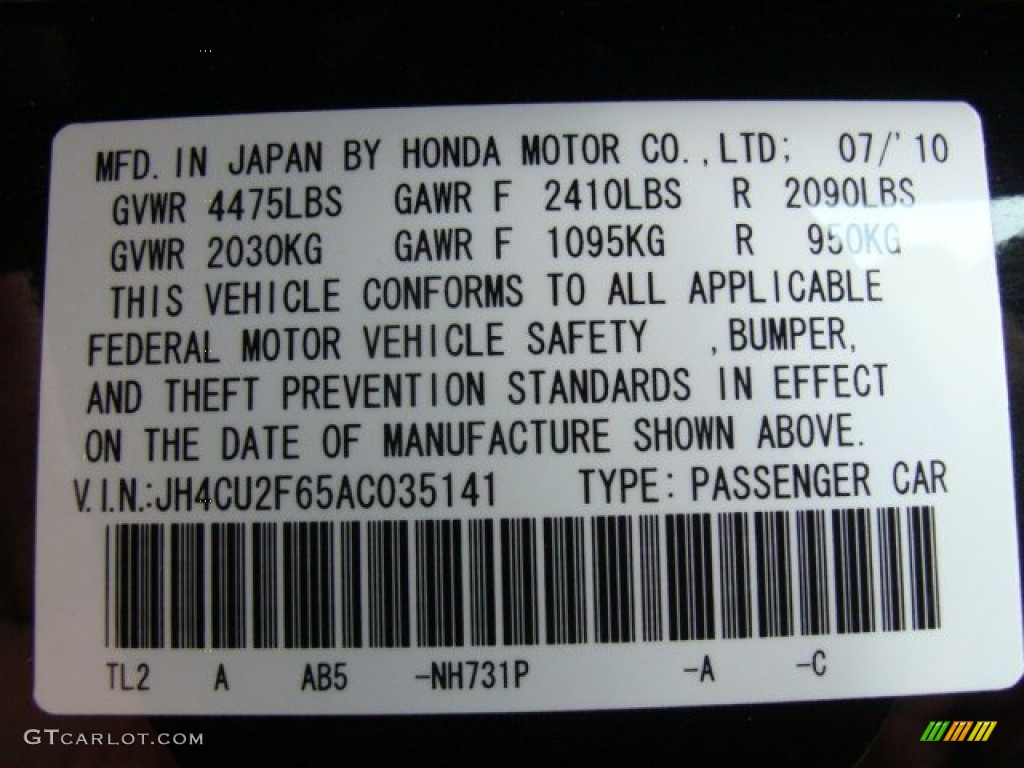 MFD. IN JAPAN BY HONDA MOTOR CO.,LTD; 07/'10
GVWR 4475LBS GAWR F 2410LBS R 2090LBS
GVWR 2030KG GAWR F 1095KG R 950KG
THIS VEHICLE CONFORMS TO ALL APPLICABLE
FEDERAL MOTOR VEHICLE SAFETY ,BUMPER,
AND THEFT PREVENTION STANDARDS IN EFFECT
ON THE DATE OF MANUFACTURE SHOWN ABOVE.
V.I.N.:JH4CU2F65AC035141 TYPE: PASSENGER CAR
TL2 A AB5 -NH731P -A -C
GTCARLOT.COM